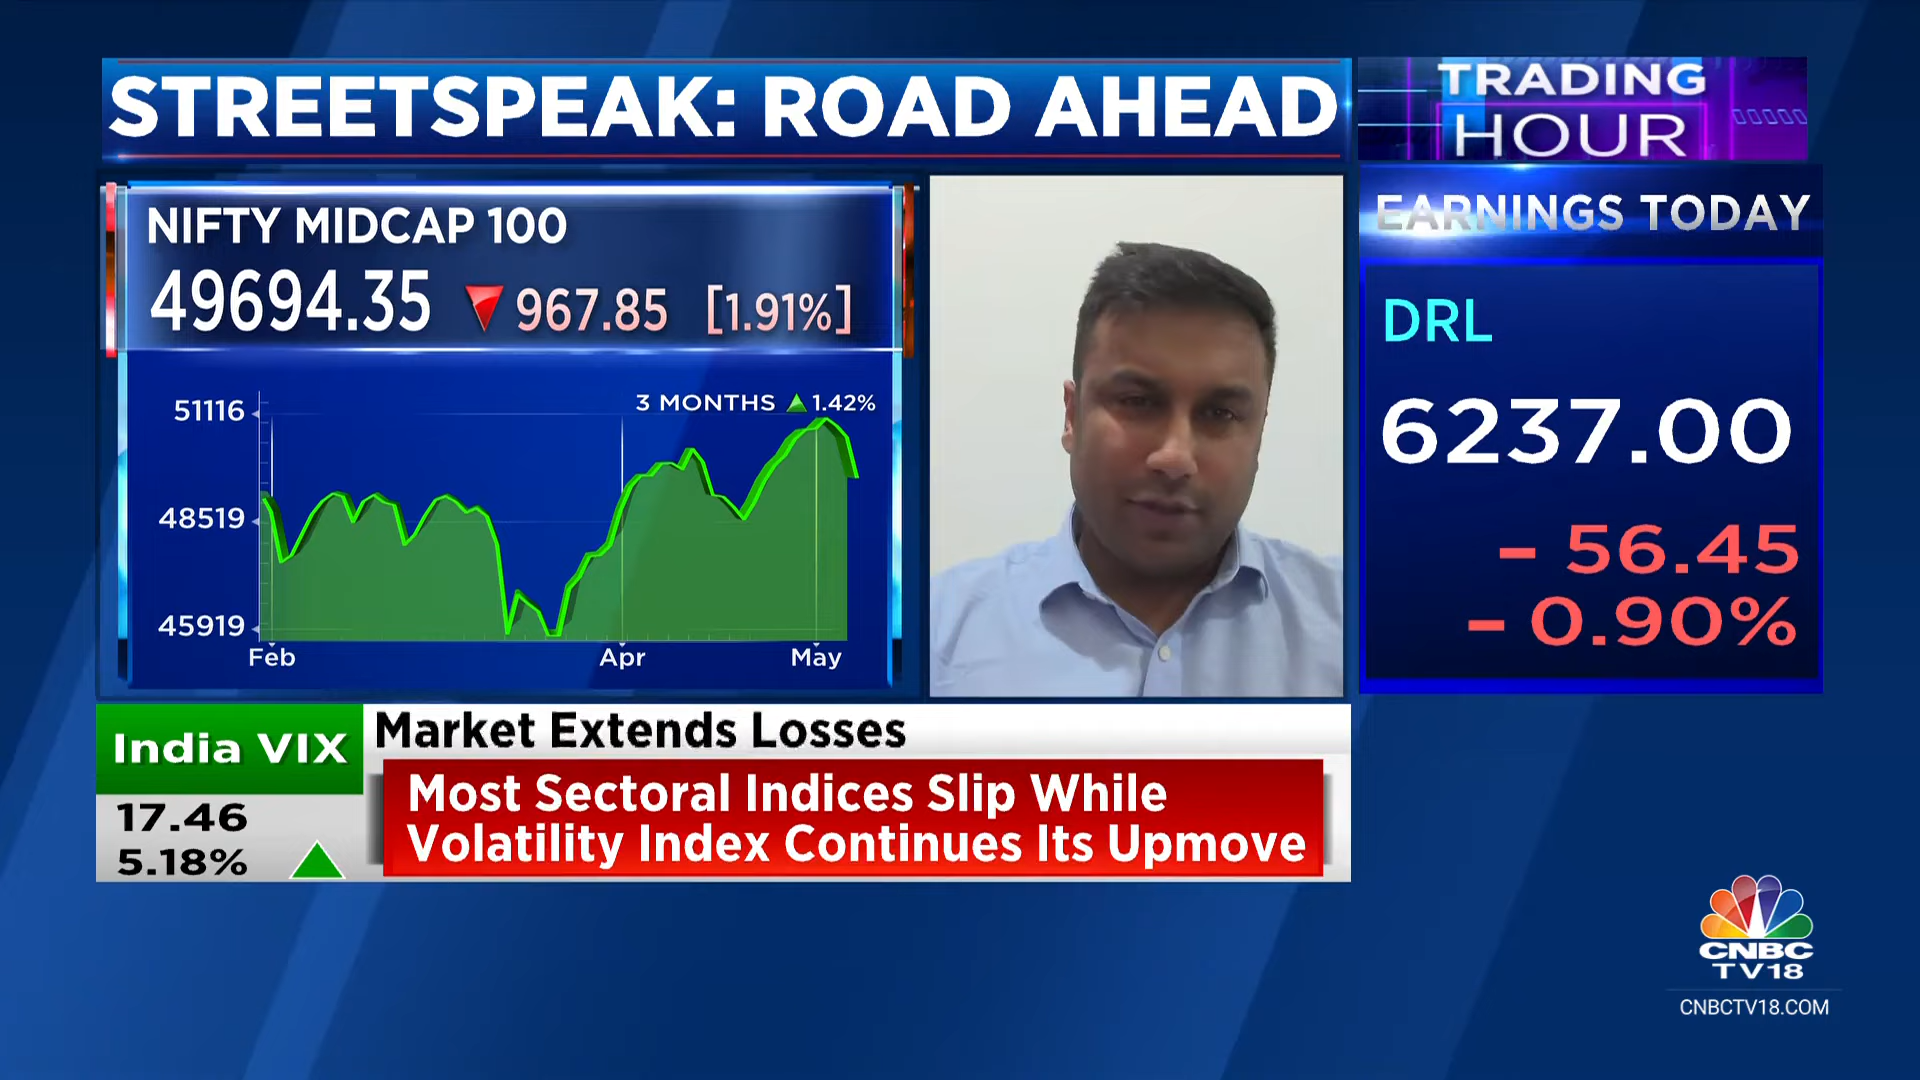 STREETSPEAK: ROAD AHEAD
TRADING
HOUR
NIFTY MIDCAP 100
49694.35 ▼ 967.85 [1.91%]
3 MONTHS ▲ 1.42%
51116
48519
45919
Feb Apr May
EARNINGS TODAY
DRL
6237.00
- 56.45
- 0.90%
India VIX
17.46
5.18% ▲
Market Extends Losses
Most Sectoral Indices Slip While
Volatility Index Continues Its Upmove
CNBC
TV18
CNBCTV18.COM